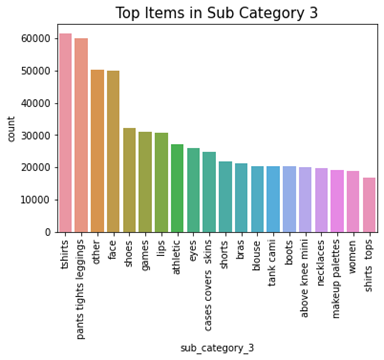 Top Items in Sub Category 3
count
60000
50000
40000
30000
20000
10000
0
tshirts
pants tights leggings
other
face
shoes
games
lips
athletic
eyes
cases covers  skins
shorts
bras
blouse
tank cami
boots
above knee mini
necklaces
makeup palettes
women
shirts  tops
sub_category_3